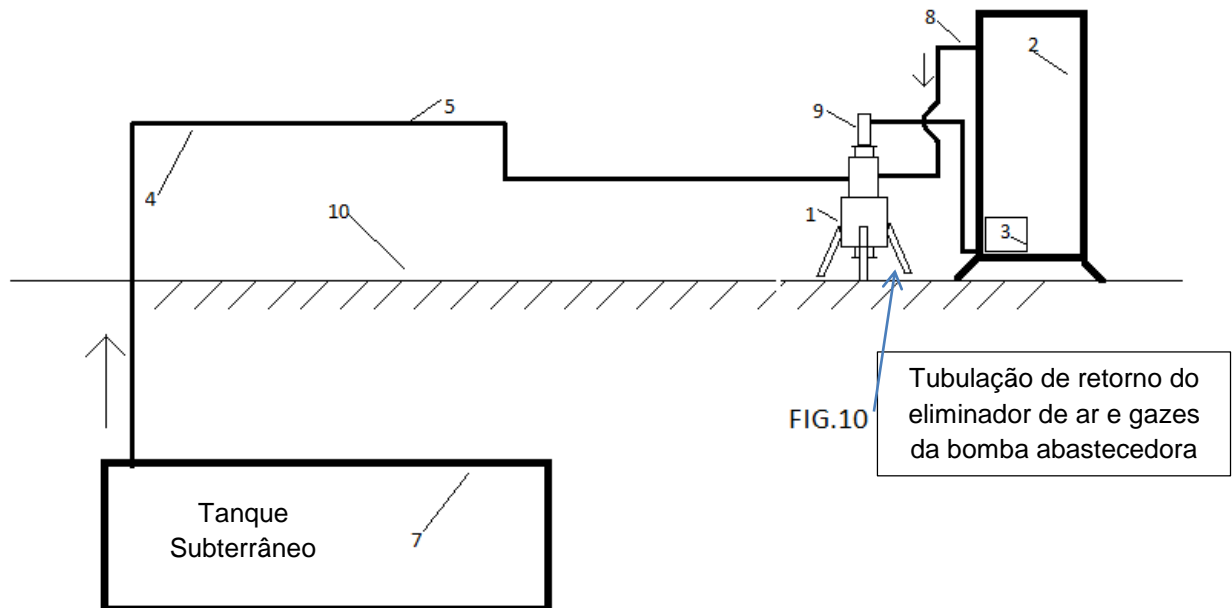 8
2
5
9
4
10
1
3
FIG.10
Tubulação de retorno do
eliminador de ar e gazes
da bomba abastecedora
Tanque
Subterrâneo
7